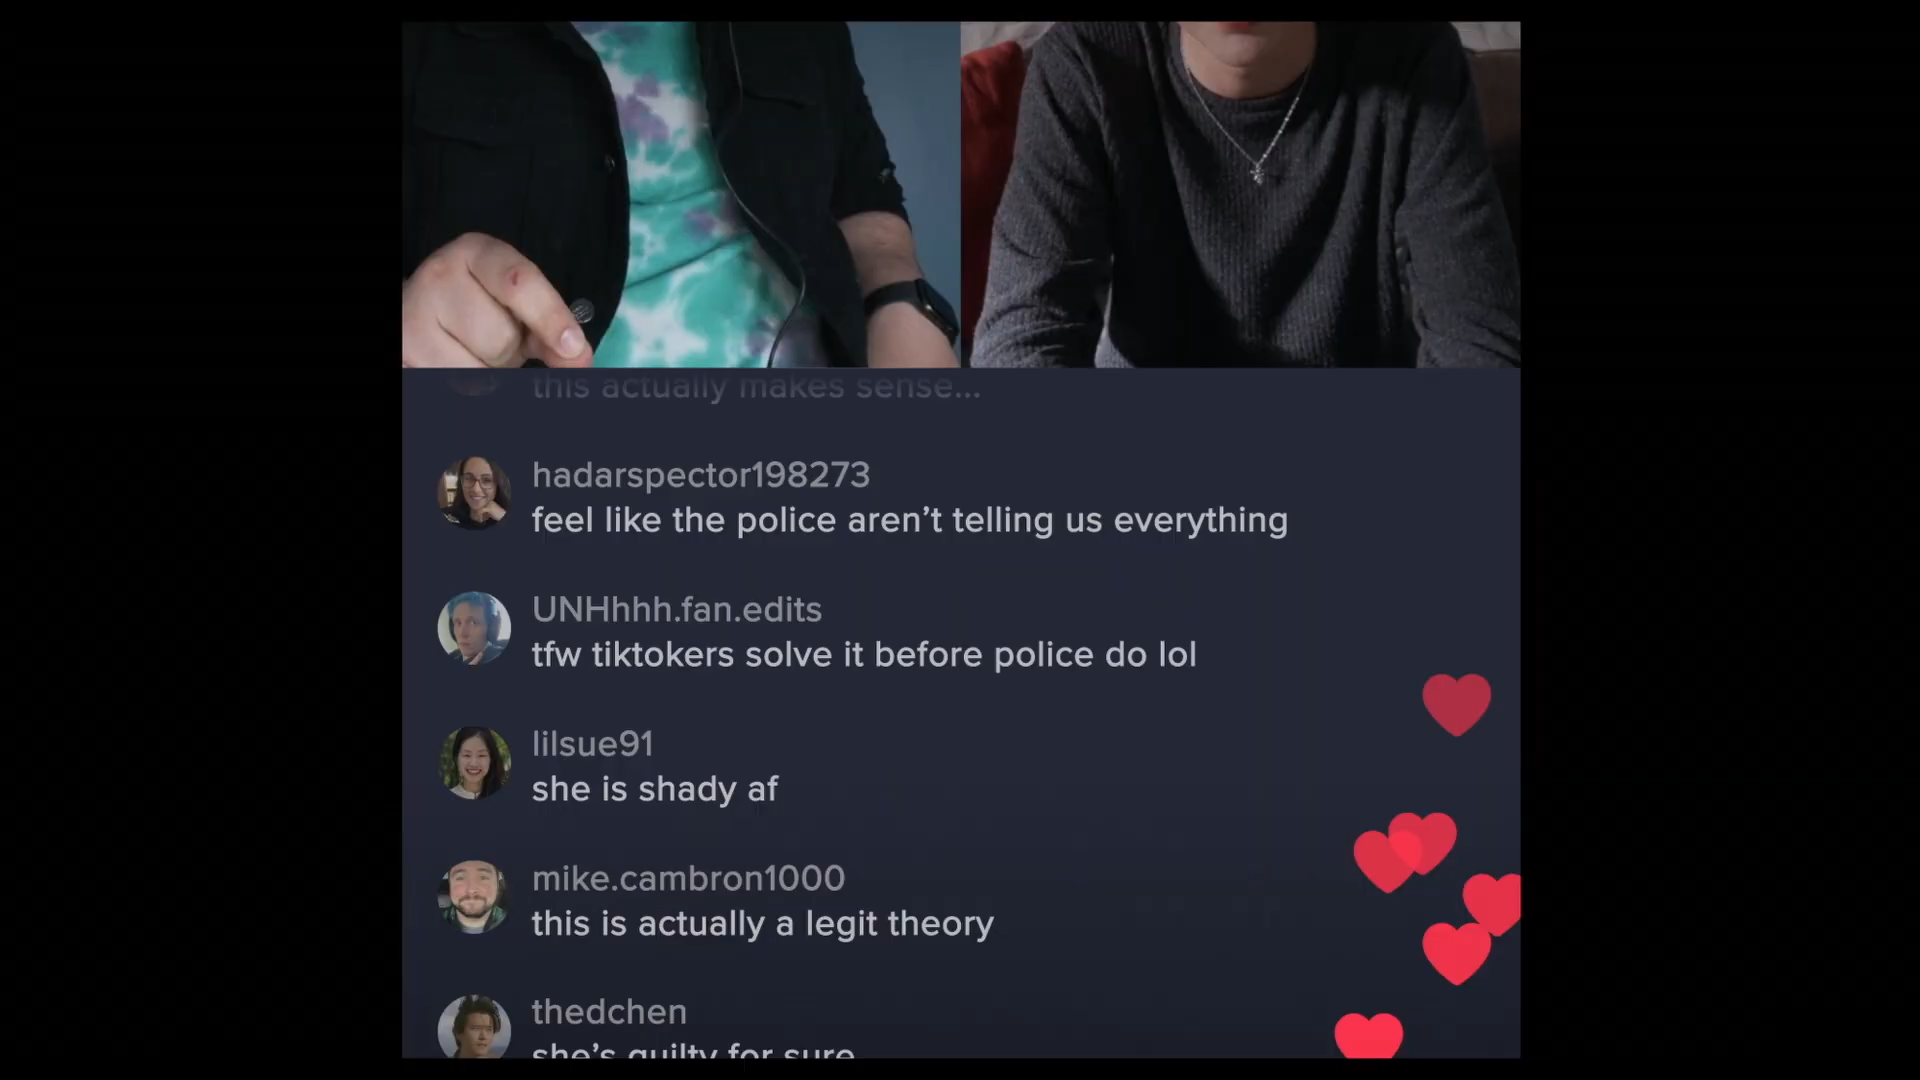 this actually makes sense...
hadarspector198273
feel like the police aren't telling us everything
UNHhhh.fan.edits
tfw tiktokers solve it before police do lol
lilsue91
she is shady af
mike.cambron1000
this is actually a legit theory
thedchen
she's guilty for sure